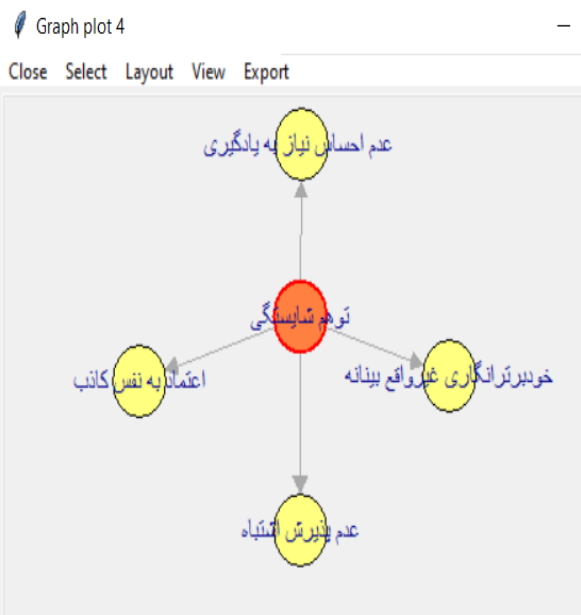 Graph plot 4
Close Select Layout View Export
عدم احساس نیاز به یادگیری
توهم شایستگی
اعتماد به نفس کاذب
خودبرترانگاری غیرواقع بینانه
عدم پذیرش اشتباه